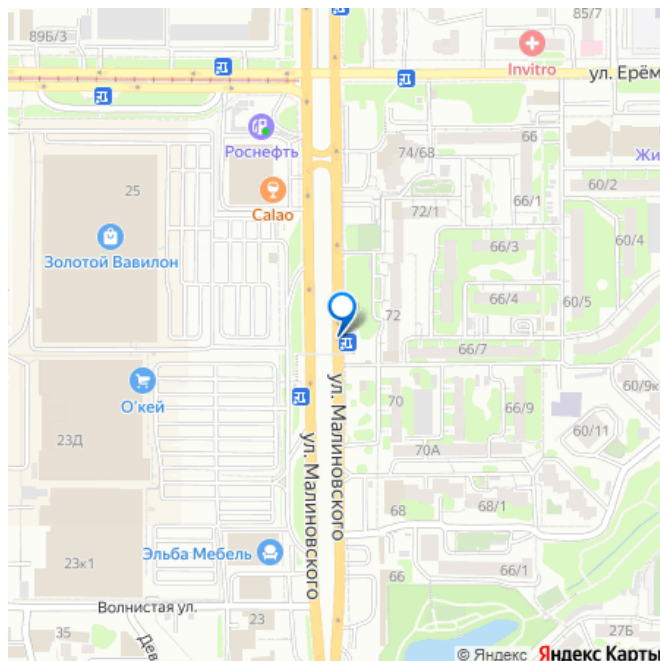 89Б/3
85/7
Invitro
ул. Ерём
Роснефть
74/68
66
Жи
25
Calao
60/2
72/1
66/1
Золотой Вавилон
66/3
60/4
66/4
60/5
72
66/7
О'кей
ул. Малиновского
70
66/9
60/9к
23Д
ул. Малиновского
70А
60/11
68
68/1
Эльба Мебель
23к1
66
66/1
Волнистая ул.
23
35
Дев
27Б
© Яндекс Яндекс Карты